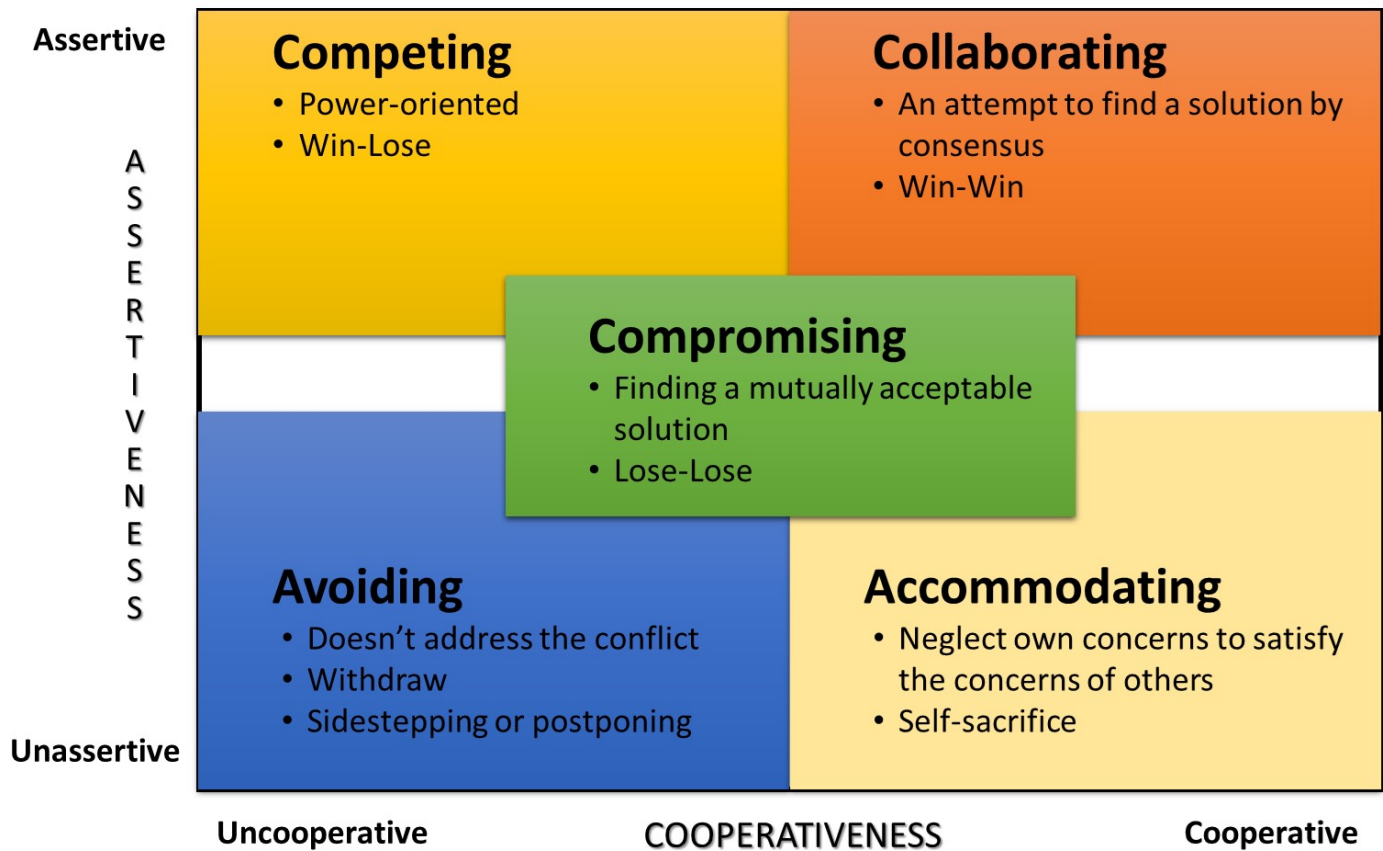 Assertive
ASSERTIVENESS
Unassertive
Competing
• Power-oriented
• Win-Lose
Collaborating
• An attempt to find a solution by
consensus
• Win-Win
Compromising
• Finding a mutually acceptable
solution
• Lose-Lose
Avoiding
• Doesn’t address the conflict
• Withdraw
• Sidestepping or postponing
Accommodating
• Neglect own concerns to satisfy
the concerns of others
• Self-sacrifice
Uncooperative
COOPERATIVENESS
Cooperative